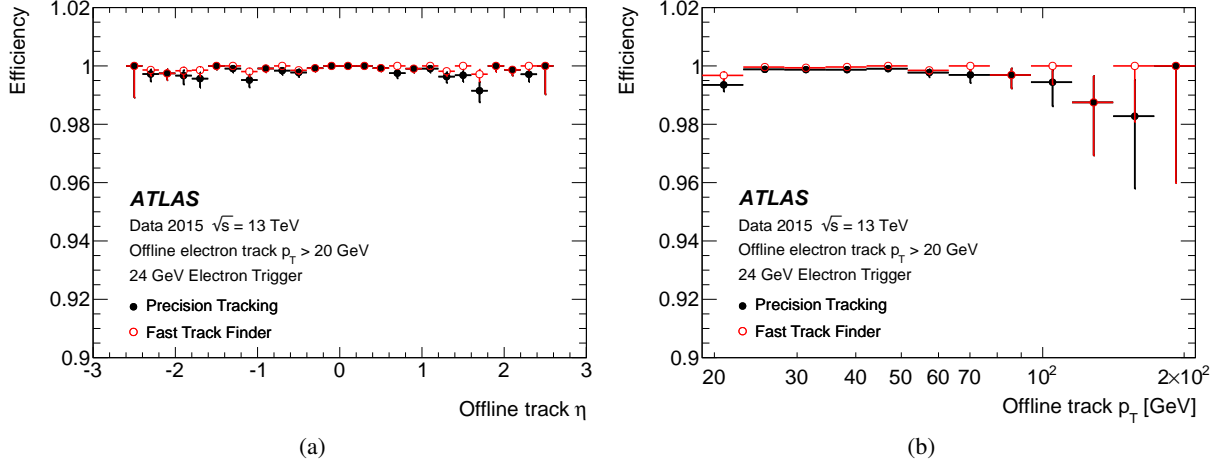 Efficiency
1.02
1
0.98
0.96
0.94
0.92
0.9
ATLAS
Data 2015 √s = 13 TeV
Offline electron track p_T > 20 GeV
24 GeV Electron Trigger
Precision Tracking
Fast Track Finder
−3 −2 −1 0 1 2 3
Offline track η
(a)
Efficiency
1.02
1
0.98
0.96
0.94
0.92
0.9
ATLAS
Data 2015 √s = 13 TeV
Offline electron track p_T > 20 GeV
24 GeV Electron Trigger
Precision Tracking
Fast Track Finder
20 30 40 50 60 70 10² 2×10²
Offline track p_T [GeV]
(b)